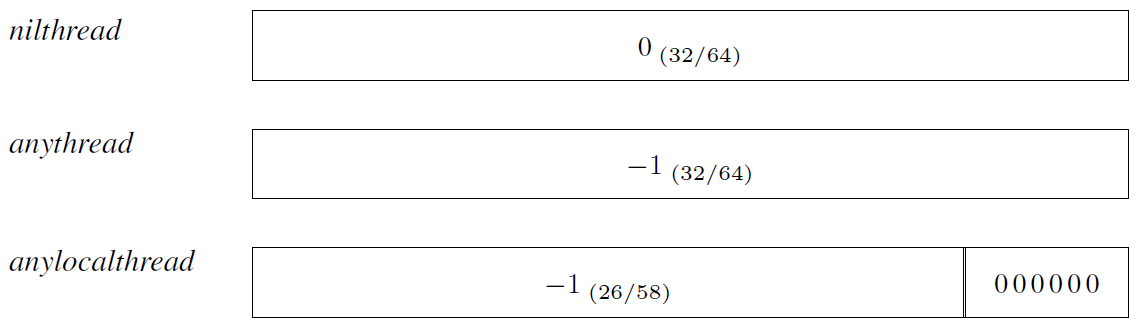 nilthread
0 (32/64)
anythread
−1 (32/64)
anylocalthread
−1 (26/58) 000000